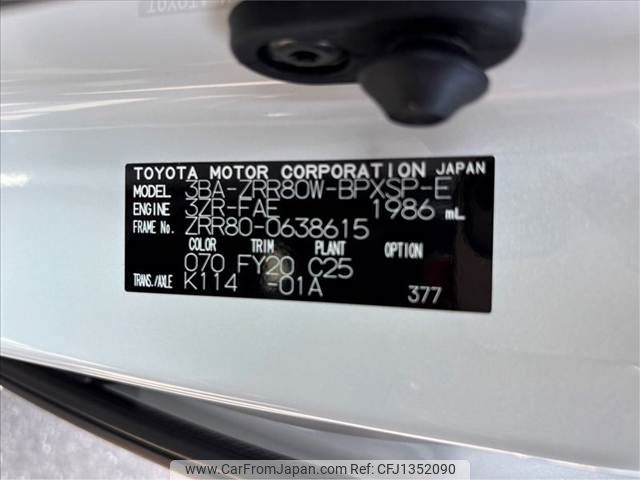 TOYOTA MOTOR CORPORATION JAPAN
MODEL 3BA-ZRR80W-BPXSP-E
ENGINE 3ZR-FAE 1986 mL
FRAME No. ZRR80-0638615
COLOR TRIM PLANT OPTION
070 FY20 C25
TRANS./AXLE K114 -01A
377
www.CarFromJapan.com - CFJ1352090